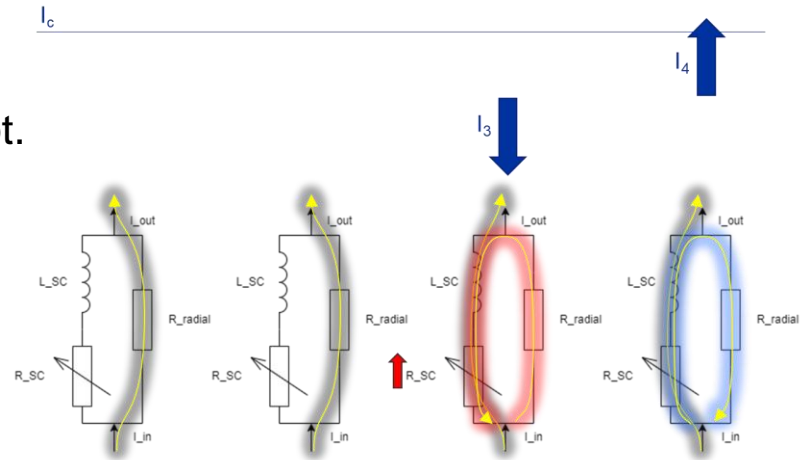 I_c
I_4
t.
I_3
I_out
I_out
I_out
I_out
L_SC
L_SC
L_SC
L_SC
R_radial
R_radial
R_radial
R_radial
R_SC
R_SC
R_SC
R_SC
I_in
I_in
I_in
I_in